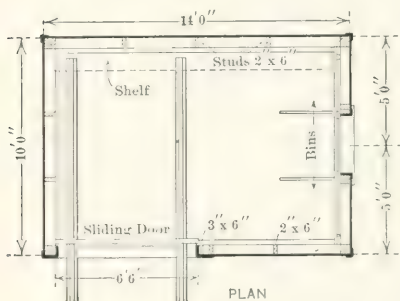 14'0"
Studs 2" x 6"
Shelf
10'0"
5'0"
Bins
5'0"
Sliding Door
3"x 6"
2"x 6"
6'6"
PLAN